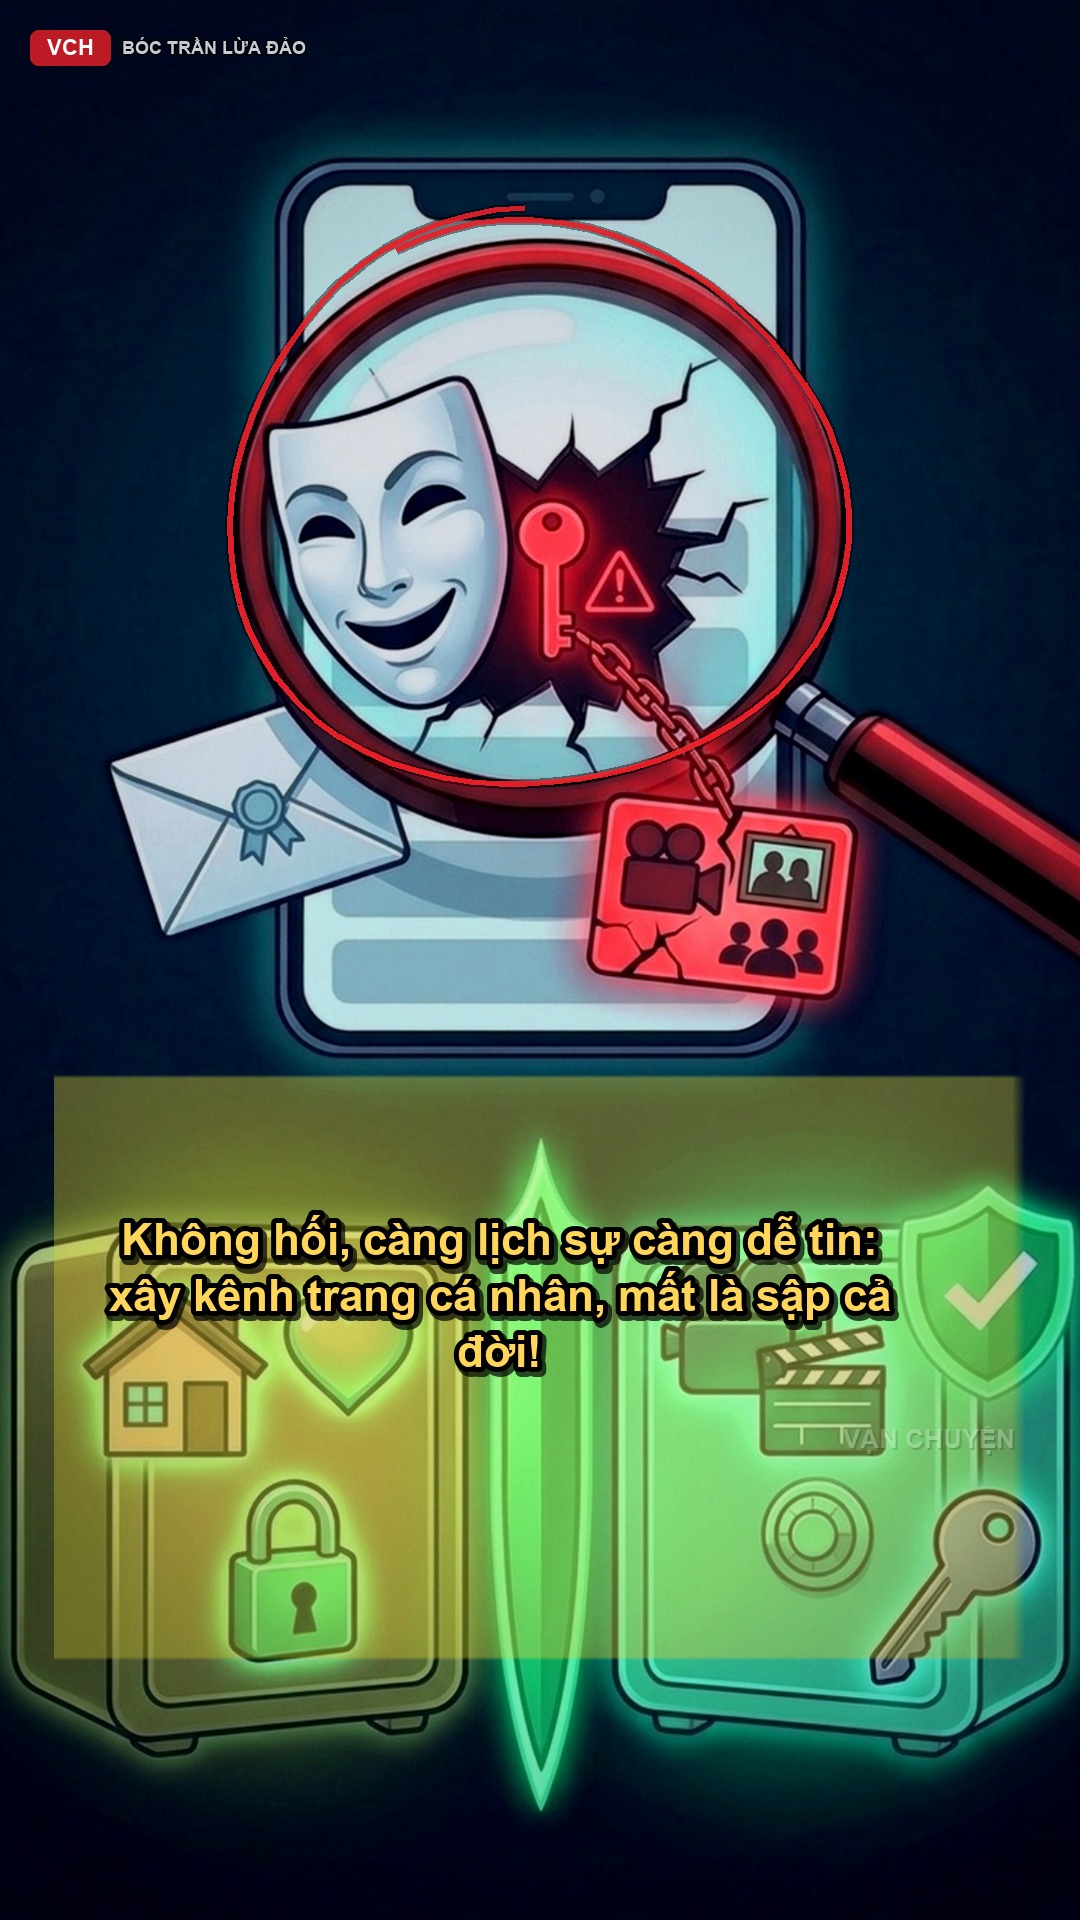 VCH BÓC TRẦN LỪA ĐẢO
Không hối, càng lịch sự càng dễ tin:
xây kênh trang cá nhân, mất là sập cả
đời!
VẠN CHUYỆN